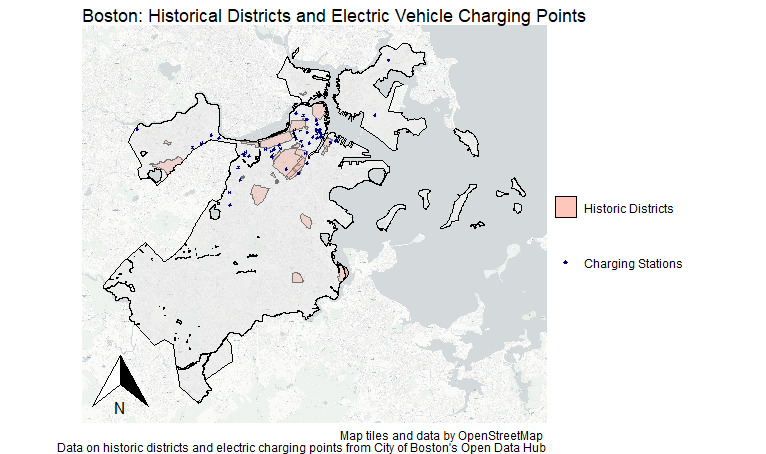 Boston: Historical Districts and Electric Vehicle Charging Points
Historic Districts
Charging Stations
N
Map tiles and data by OpenStreetMap
Data on historic districts and electric charging points from City of Boston's Open Data Hub